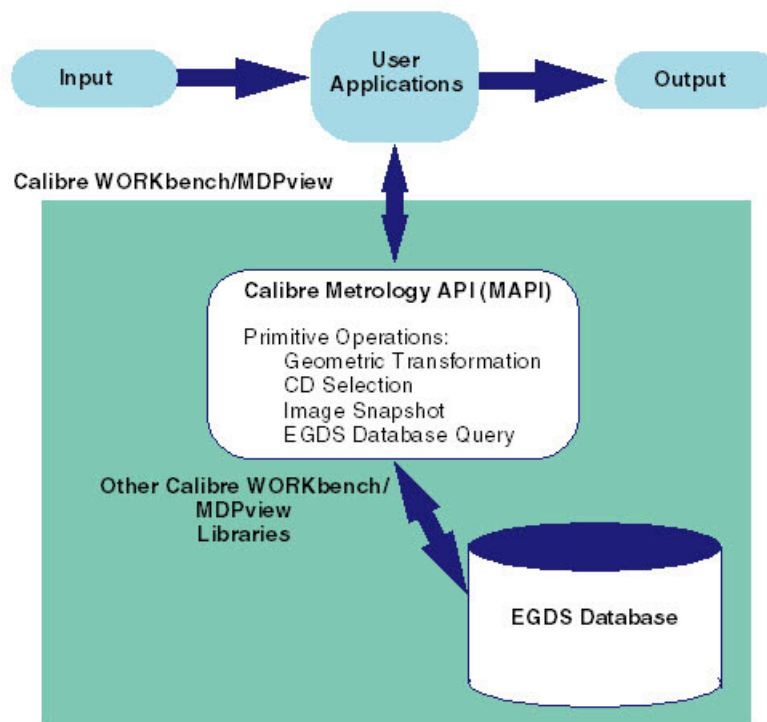 Input
User
Applications
Output
Calibre WORKbench/MDPview
Calibre Metrology API (MAPI)
Primitive Operations:
Geometric Transformation
CD Selection
Image Snapshot
EGDS Database Query
Other Calibre WORKbench/
MDPview
Libraries
EGDS Database